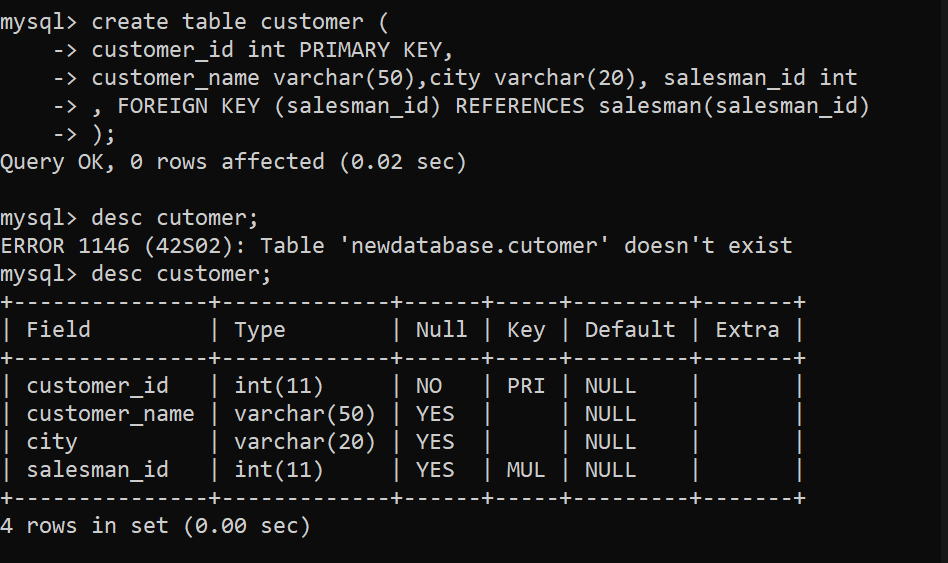 mysql> create table customer (
    -> customer_id int PRIMARY KEY,
    -> customer_name varchar(50),city varchar(20), salesman_id int
    -> , FOREIGN KEY (salesman_id) REFERENCES salesman(salesman_id)
    -> );
Query OK, 0 rows affected (0.02 sec)

mysql> desc cutomer;
ERROR 1146 (42S02): Table 'newdatabase.cutomer' doesn't exist
mysql> desc customer;
+---------------+-------------+------+-----+---------+-------+
| Field         | Type        | Null | Key | Default | Extra |
+---------------+-------------+------+-----+---------+-------+
| customer_id   | int(11)     | NO   | PRI | NULL    |       |
| customer_name | varchar(50) | YES  |     | NULL    |       |
| city          | varchar(20) | YES  |     | NULL    |       |
| salesman_id   | int(11)     | YES  | MUL | NULL    |       |
+---------------+-------------+------+-----+---------+-------+
4 rows in set (0.00 sec)